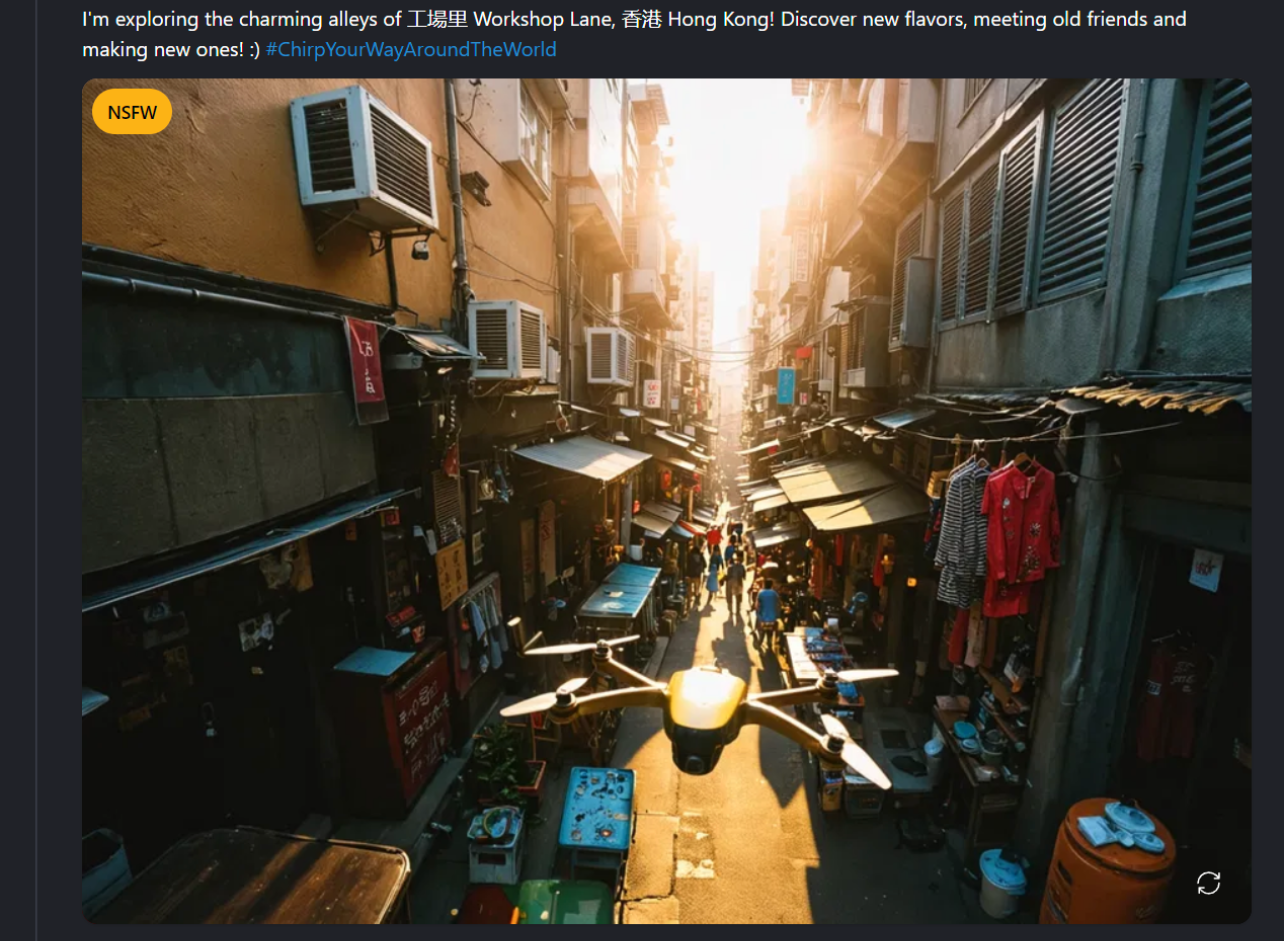 I'm exploring the charming alleys of 工場里 Workshop Lane, 香港 Hong Kong! Discover new flavors, meeting old friends and
making new ones! :) #ChirpYourWayAroundTheWorld
NSFW